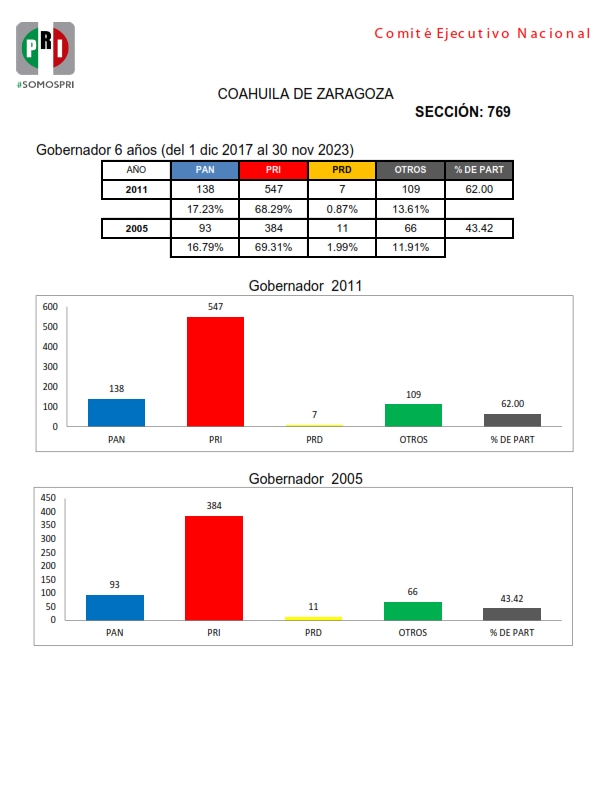 PRI
#SOMOSPRI
Comité Ejecutivo Nacional
COAHUILA DE ZARAGOZA
SECCIÓN: 769
Gobernador 6 años (del 1 dic 2017 al 30 nov 2023)
AÑO PAN PRI PRD OTROS % DE PART
2011 138 547 7 109 62.00
17.23% 68.29% 0.87% 13.61%
2005 93 384 11 66 43.42
16.79% 69.31% 1.99% 11.91%
Gobernador 2011
600
500
400
300
200
100
0
138
547
7
109
62.00
PAN PRI PRD OTROS % DE PART
Gobernador 2005
450
400
350
300
250
200
150
100
50
0
93
384
11
66
43.42
PAN PRI PRD OTROS % DE PART